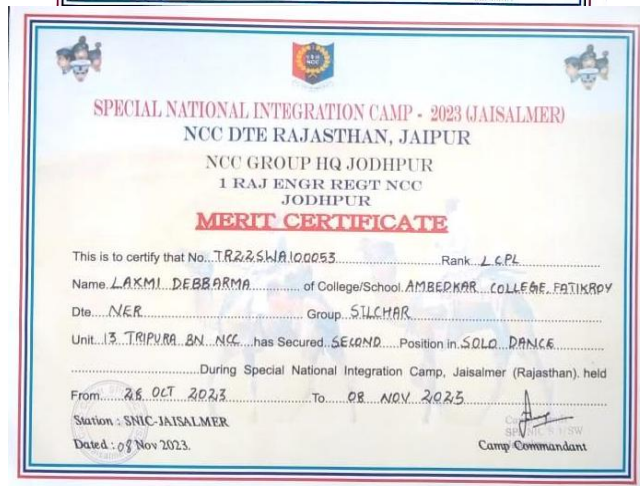 SPECIAL NATIONAL INTEGRATION CAMP - 2023 (JAISALMER)
NCC DTE RAJASTHAN, JAIPUR
NCC GROUP HQ JODHPUR
1 RAJ ENGR REGT NCC
JODHPUR
MERIT CERTIFICATE
This is to certify that No. TR22SWA100053 Rank L CPL
Name LAXMI DEBBARMA of College/School AMBEDKAR COLLEGE, FATIKROY
Dte NER Group SILCHAR
Unit 13 TRIPURA BN NCC has Secured SECOND Position in SOLO DANCE
During Special National Integration Camp, Jaisalmer (Rajasthan). held
From 26 OCT 2023 To 08 NOV 2023
Station : SNIC-JAISALMER
Dated : 08 Nov 2023.
Camp Commandant